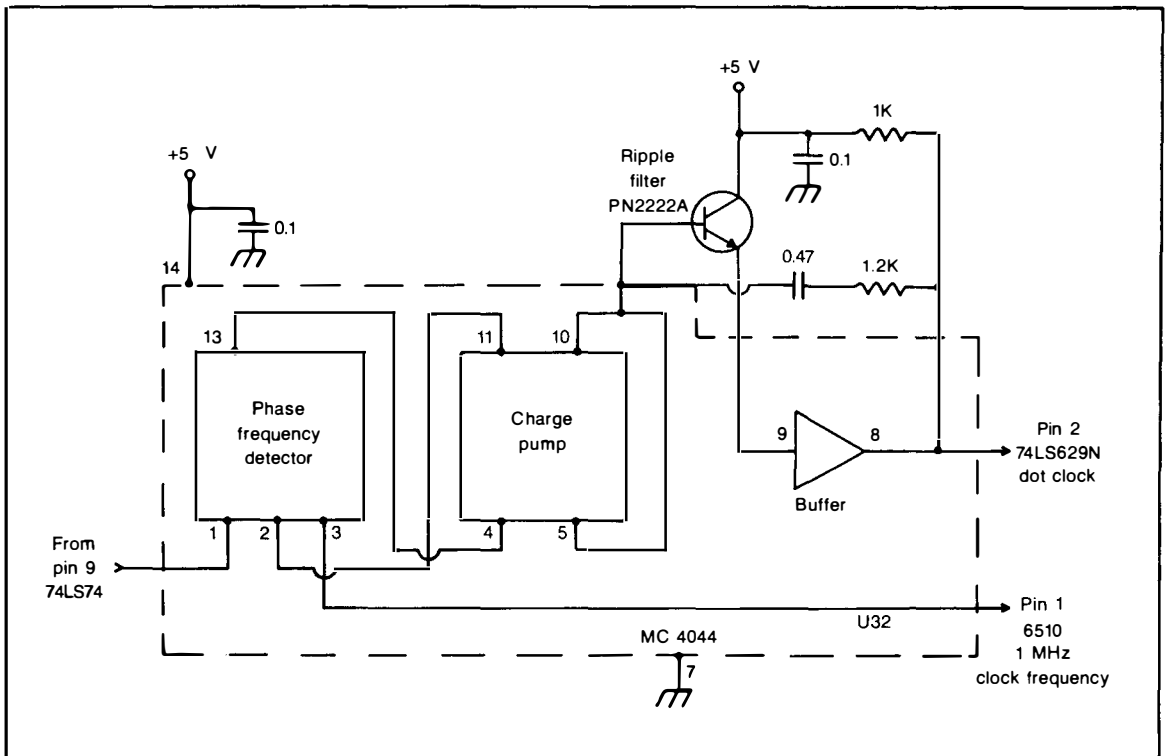 +5 V
1K
+5 V
Ripple
filter
PN2222A
0.1
0.1
0.47
1.2K
14
13
11
10
Phase
frequency
detector
Charge
pump
9
8
Buffer
Pin 2
74LS629N
dot clock
1
2
3
4
5
From
pin 9
74LS74
Pin 1
6510
1 MHz
clock frequency
U32
MC 4044
7